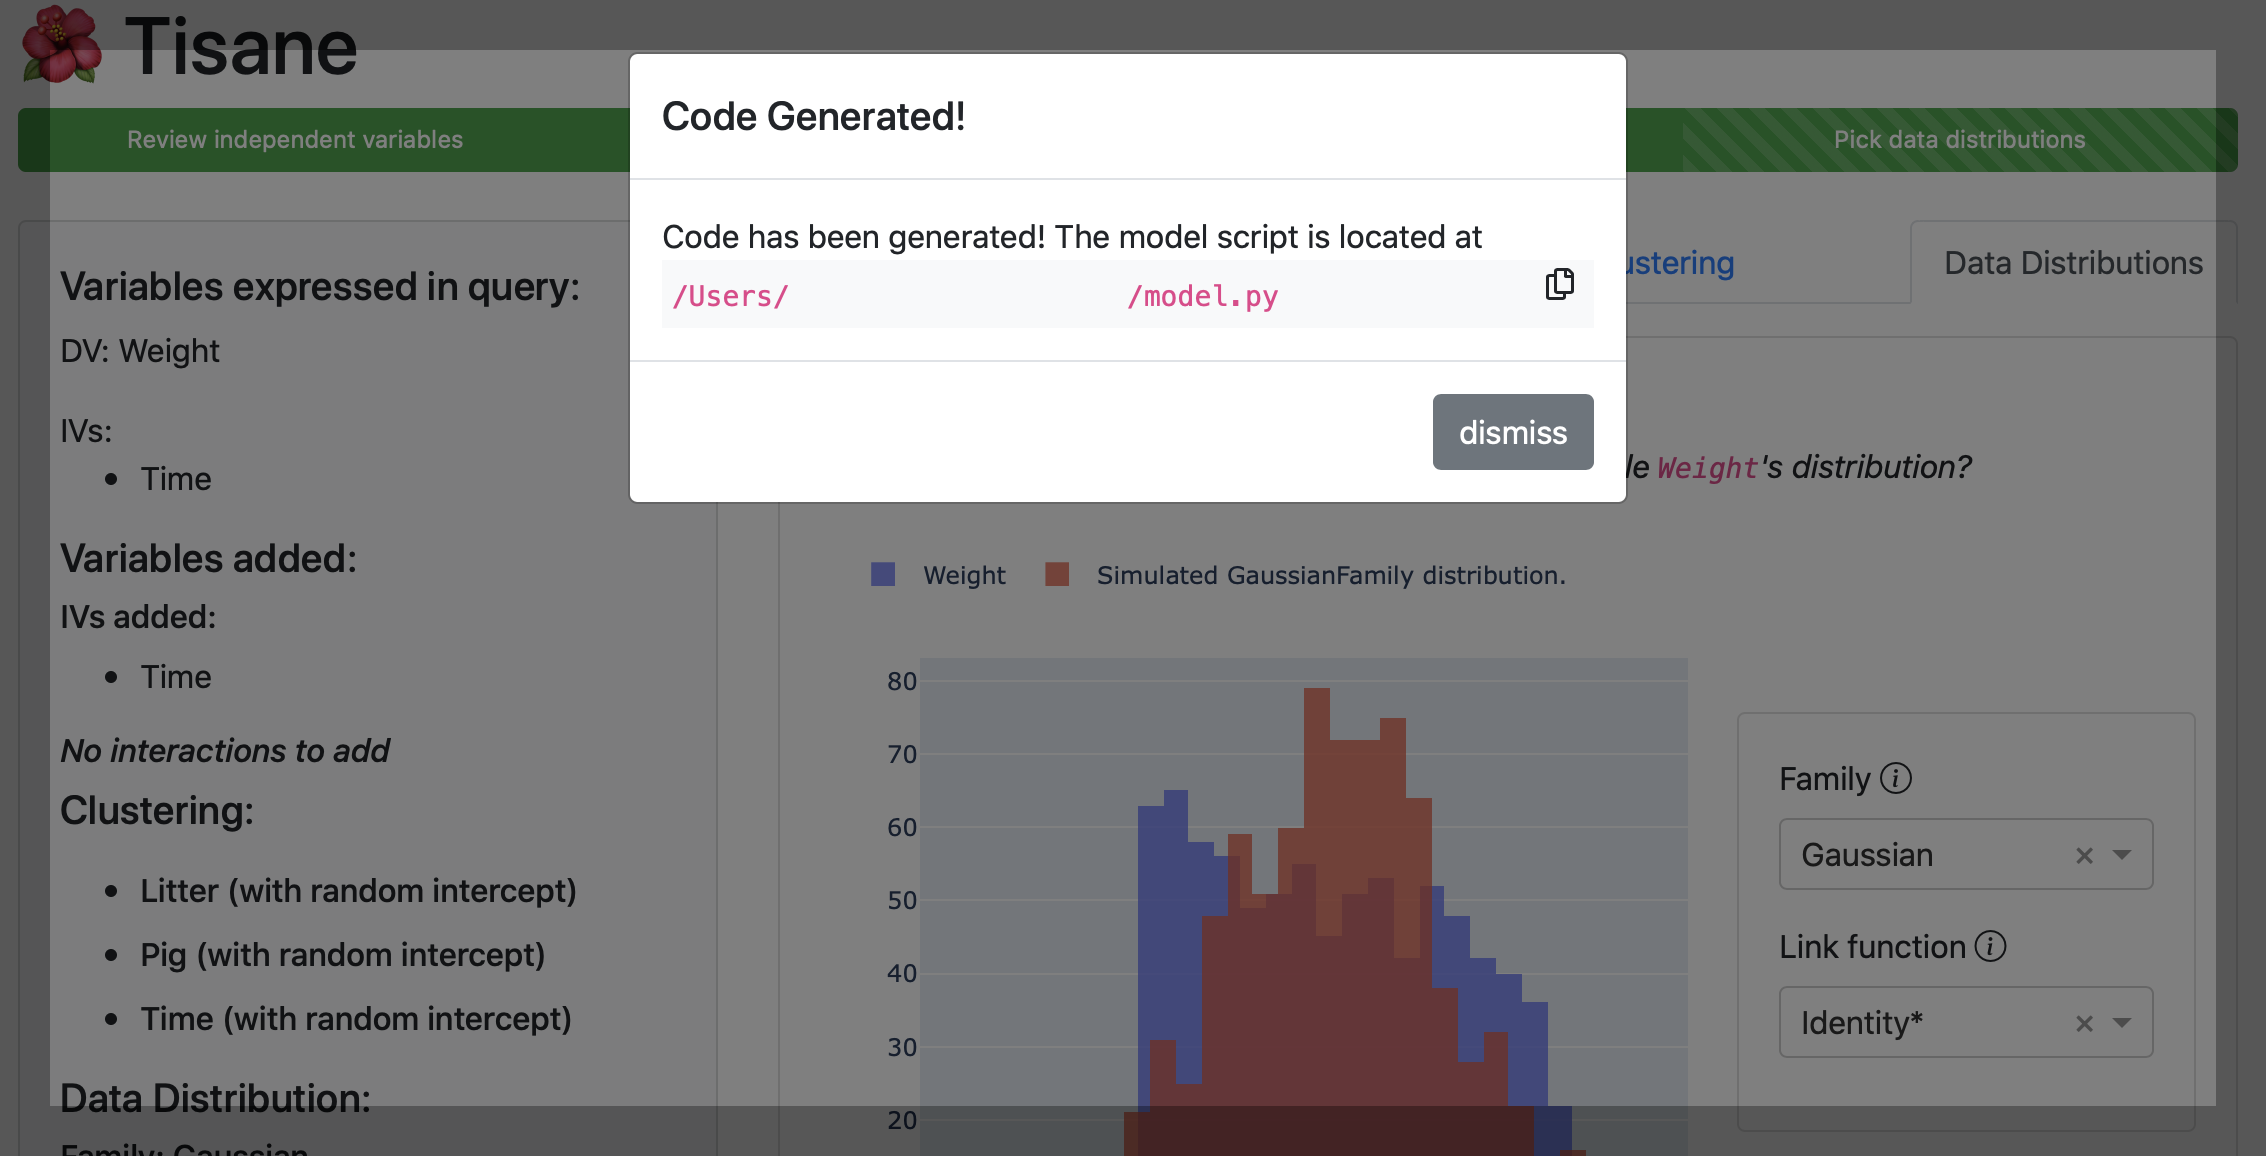 Tisane
Review independent variables
Pick data distributions
Code Generated!
Code has been generated! The model script is located at
/Users/ /model.py
dismiss
ustering
Data Distributions
Variables expressed in query:
DV: Weight
IVs:
• Time
Variables added:
IVs added:
• Time
No interactions to add
Clustering:
• Litter (with random intercept)
• Pig (with random intercept)
• Time (with random intercept)
Data Distribution:
Family: Gaussian
le Weight's distribution?
Weight
Simulated GaussianFamily distribution.
80
70
60
50
40
30
20
Family
Gaussian
Link function
Identity*